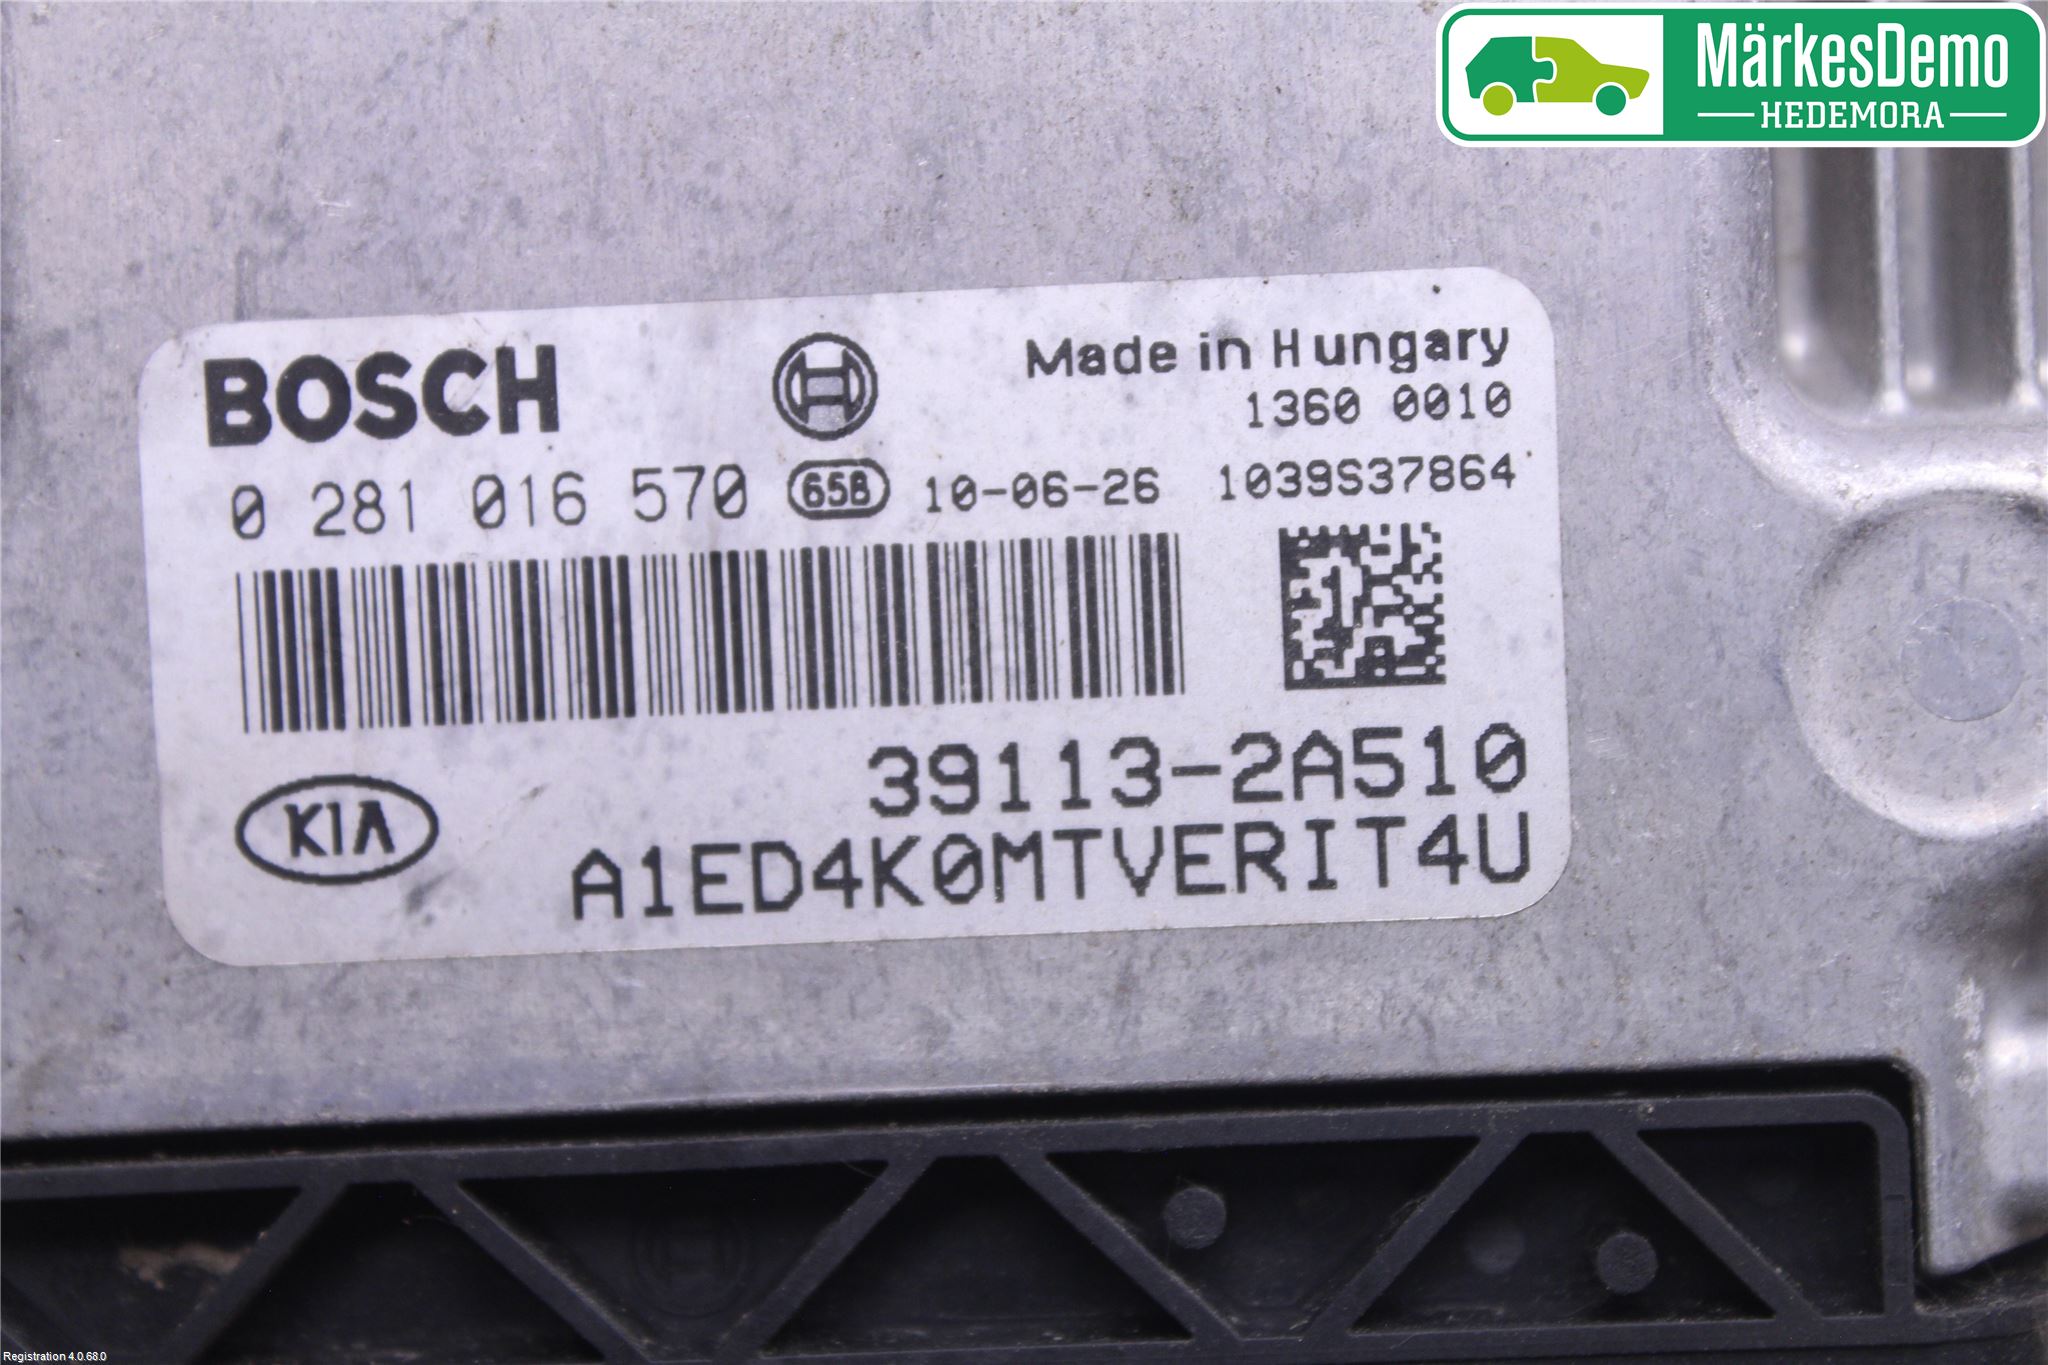 MärkesDemo
HEDEMORA
BOSCH
Made in Hungary
1360 0010
0 281 016 570 65B 10-06-26 1039S37864
39113-2A510
KIA
A1ED4K0MTVERIT4U
Registration 4.0.68.0